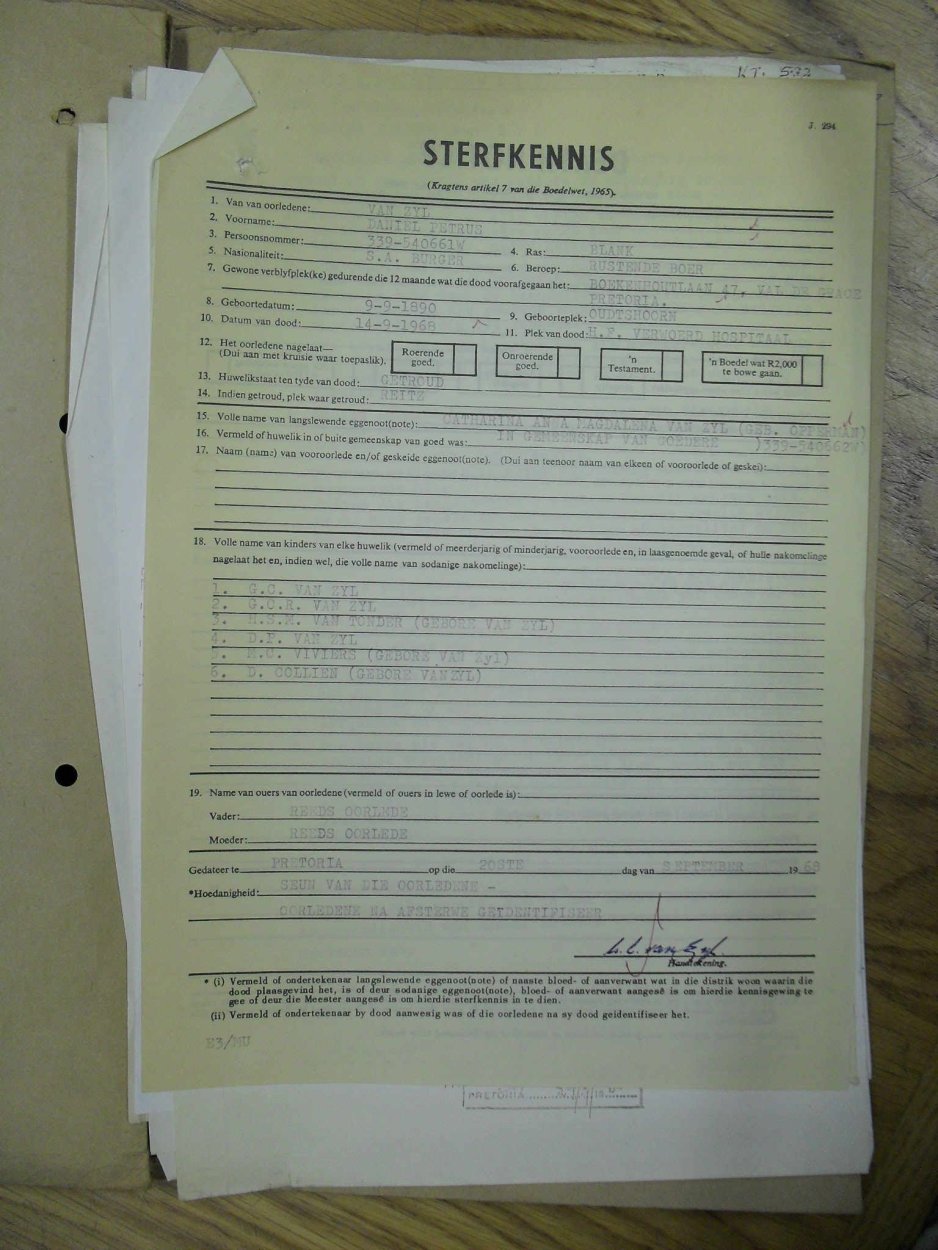 KT. 592
J. 294
STERFKENNIS
(Kragtens artikel 7 van die Boedelwet, 1965).
1. Van van oorledene: VAN ZYL
2. Voorname: DANIEL PETRUS
3. Persoonsnommer: 339-540661W 4. Ras: BLANK
5. Nasionaliteit: S.A. BURGER 6. Beroep: RUSTENDE BOER
7. Gewone verblyfplek(ke) gedurende die 12 maande wat die dood voorafgegaan het: BOEKENHOUTLAAN 47, VAL DE GRACE
PRETORIA.
8. Geboortedatum: 9-9-1890 9. Geboorteplek: OUDTSHOORN
10. Datum van dood: 14-9-1968 11. Plek van dood: H.F. VERWOERD HOSPITAAL
12. Het oorledene nagelaat—
(Dui aan met kruisie waar toepaslik).
Roerende goed.
Onroerende goed.
'n Testament.
'n Boedel wat R2,000 te bowe gaan.
13. Huwelikstaat ten tyde van dood: GETROUD
14. Indien getroud, plek waar getroud: REITZ
15. Volle name van langslewende eggenoot(note): CATHARINA ANNA MAGDALENA VAN ZYL (GEB. OPPERMAN)
16. Vermeld of huwelik in of buite gemeenskap van goed was: IN GEMEENSKAP VAN GOEDERE )339-540662W)
17. Naam (name) van vooroorlede en/of geskeide eggenoot(note). (Dui aan teenoor naam van elkeen of vooroorlede of geskei):
18. Volle name van kinders van elke huwelik (vermeld of meerderjarig of minderjarig, vooroorlede en, in laasgenoemde geval, of hulle nakomelinge
nagelaat het en, indien wel, die volle name van sodanige nakomelinge):
1. G.C. VAN ZYL
2. G.O.R. VAN ZYL
3. H.S.M. VAN TONDER (GEBORE VAN ZYL)
4. D.P. VAN ZYL
5. M.C. VIVIERS (GEBORE VAN Zyl)
6. D. COLLIEN (GEBORE VAN ZYL)
19. Name van ouers van oorledene (vermeld of ouers in lewe of oorlede is):
Vader: REEDS OORLEDE
Moeder: REEDS OORLEDE
Gedateer te PRETORIA op die 20STE dag van SEPTEMBER 19 68
*Hoedanigheid: SEUN VAN DIE OORLEDENE -
OORLEDENE NA AFSTERWE GEIDENTIFISEER
van Zyl
Handtekening.
* (i) Vermeld of ondertekenaar langslewende eggenoot(note) of naaste bloed- of aanverwant wat in die distrik woon waarin die
dood plaasgevind het, is of deur sodanige eggenoot(note), bloed- of aanverwant aangesê is om hierdie kennisgewing te
gee of deur die Meester aangesê is om hierdie sterfkennis in te dien.
(ii) Vermeld of ondertekenaar by dood aanwesig was of die oorledene na sy dood geïdentifiseer het.
E3/MU
PRETORIA